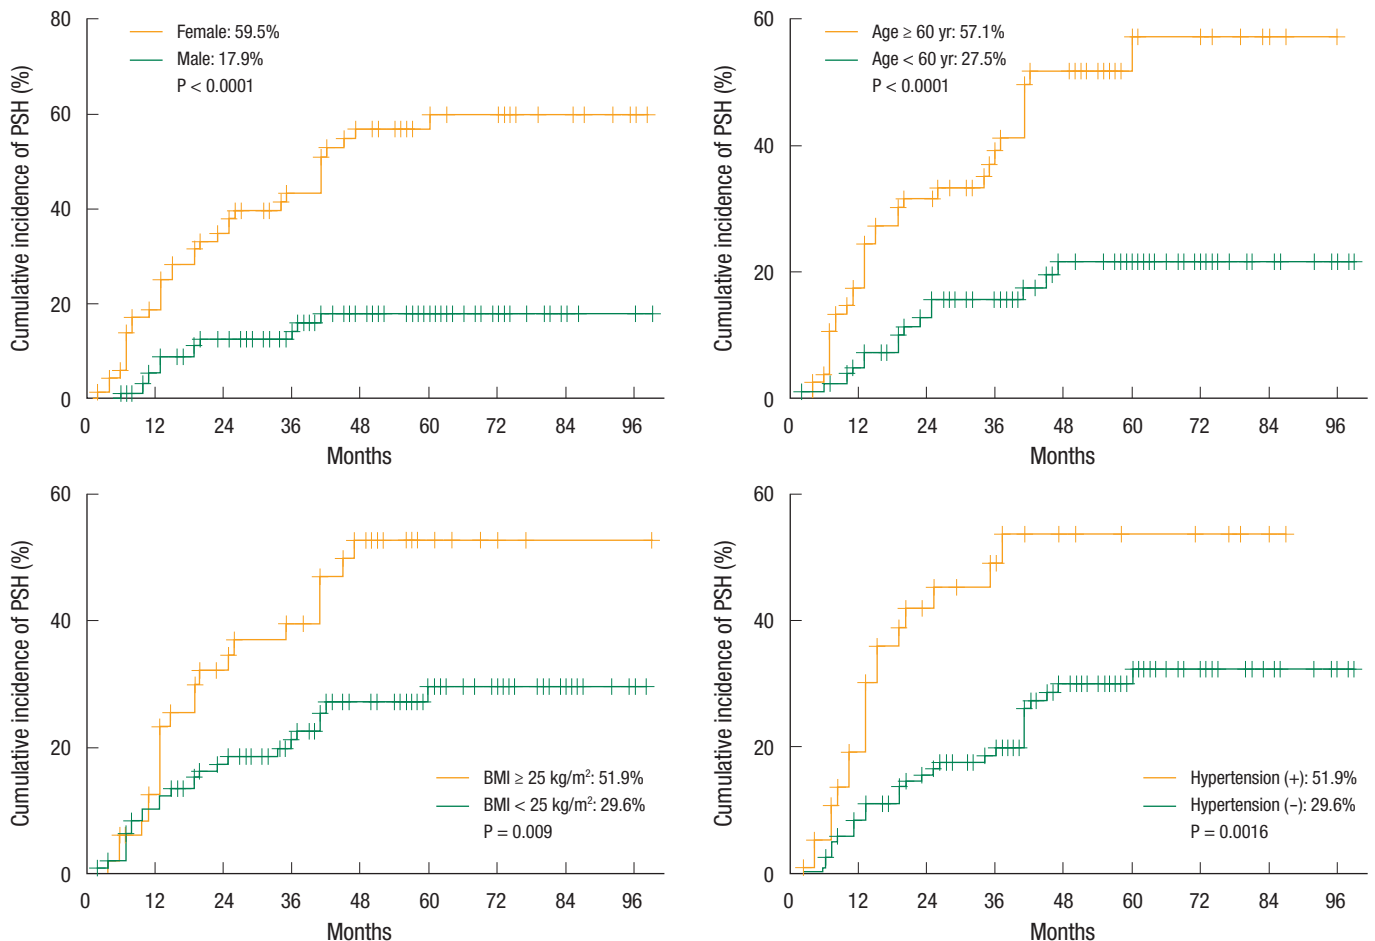 Cumulative incidence of PSH (%)
80
60
40
20
0
Female: 59.5%
Male: 17.9%
P < 0.0001
0 12 24 36 48 60 72 84 96
Months
Cumulative incidence of PSH (%)
60
40
20
0
Age ≥ 60 yr: 57.1%
Age < 60 yr: 27.5%
P < 0.0001
0 12 24 36 48 60 72 84 96
Months
Cumulative incidence of PSH (%)
60
40
20
0
BMI ≥ 25 kg/m²: 51.9%
BMI < 25 kg/m²: 29.6%
P = 0.009
0 12 24 36 48 60 72 84 96
Months
Cumulative incidence of PSH (%)
60
40
20
0
Hypertension (+): 51.9%
Hypertension (−): 29.6%
P = 0.0016
0 12 24 36 48 60 72 84 96
Months